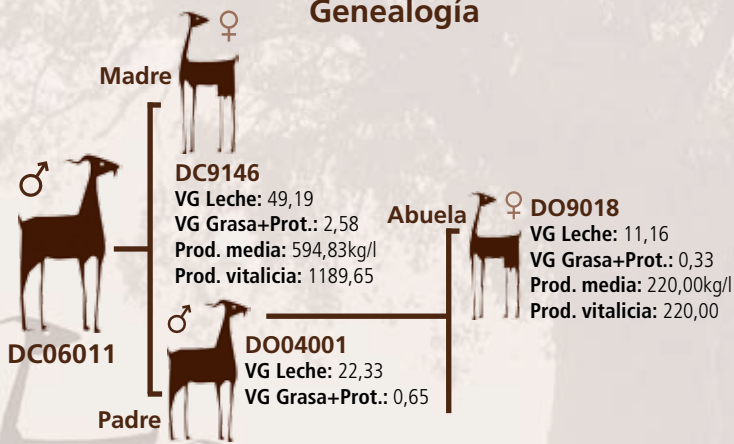 Genealogía
♀
Madre
♂
DC9146
VG Leche: 49,19
VG Grasa+Prot.: 2,58
Prod. media: 594,83kg/l
Prod. vitalicia: 1189,65
Abuela
♀
DO9018
VG Leche: 11,16
VG Grasa+Prot.: 0,33
Prod. media: 220,00kg/l
Prod. vitalicia: 220,00
DC06011
♂
DO04001
VG Leche: 22,33
VG Grasa+Prot.: 0,65
Padre